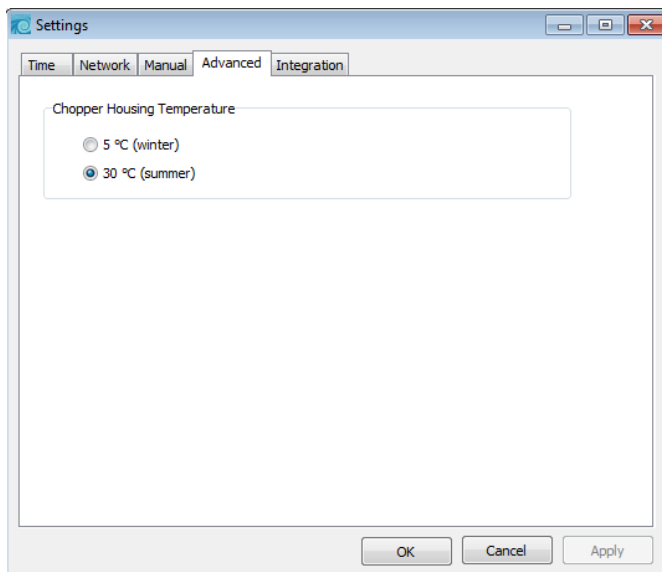 Settings
Time Network Manual Advanced Integration
Chopper Housing Temperature
5 ºC (winter)
30 ºC (summer)
OK Cancel Apply